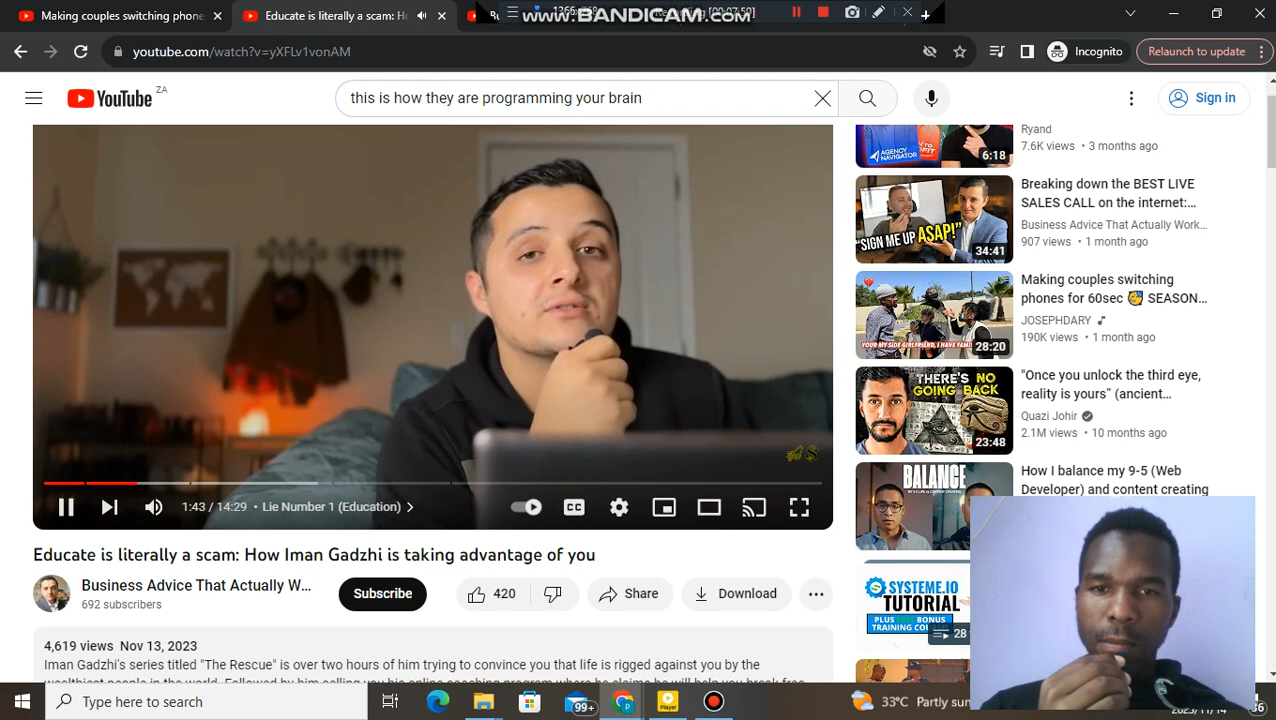 Making couples switching phone
Educate is literally a scam: Ho
www.BANDICAM.com
youtube.com/watch?v=yXFLv1vonAM
Incognito
Relaunch to update
YouTube ZA
this is how they are programming your brain
Sign in
1:43 / 14:29 • Lie Number 1 (Education)
CC
Educate is literally a scam: How Iman Gadzhi is taking advantage of you
Business Advice That Actually W...
692 subscribers
Subscribe
420
Share
Download
4,619 views Nov 13, 2023
Iman Gadzhi's series titled "The Rescue" is over two hours of him trying to convince you that life is rigged against you by the
AGENCY NAVIGATOR
6:18
Ryand
7.6K views • 3 months ago
"SIGN ME UP ASAP!"
34:41
Breaking down the BEST LIVE
SALES CALL on the internet:...
Business Advice That Actually Work...
907 views • 1 month ago
28:20
Making couples switching
phones for 60sec 🥰 SEASON...
JOSEPHDARY
190K views • 1 month ago
THERE'S NO
GOING BACK
23:48
"Once you unlock the third eye,
reality is yours” (ancient...
Quazi Johir
2.1M views • 10 months ago
BALANCE
How I balance my 9-5 (Web
Developer) and content creating
SYSTEME.IO
TUTORIAL
PLUS BONUS
TRAINING COURSE
28
Type here to search
99+
Player
33°C Partly sun